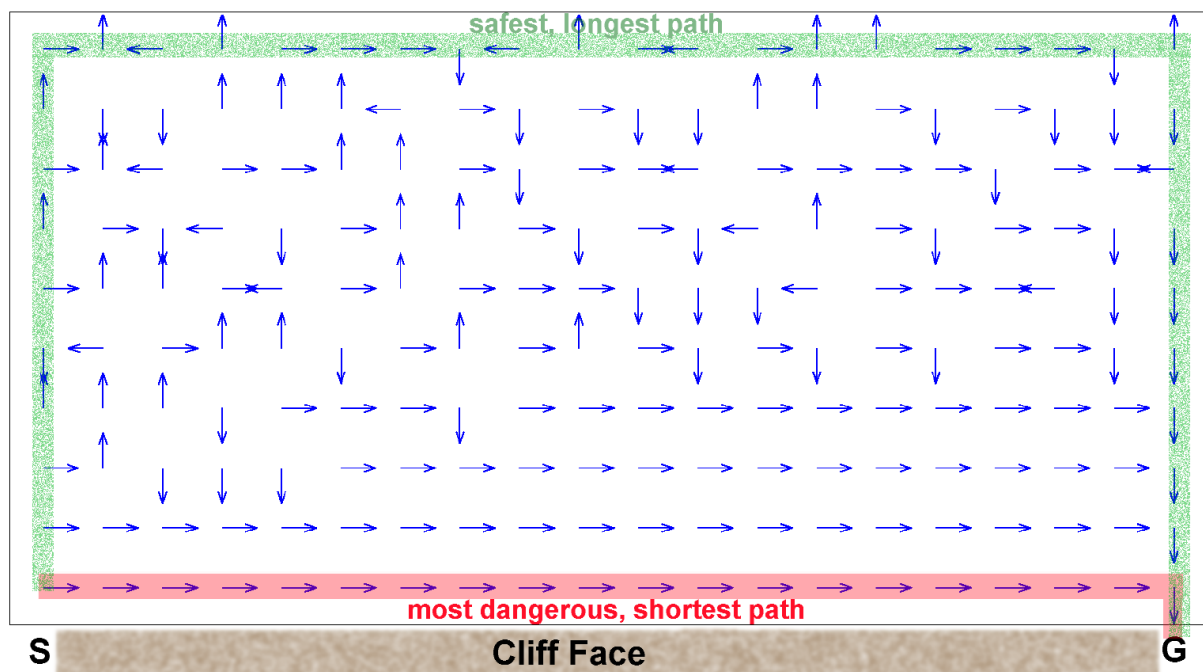 safest, longest path
most dangerous, shortest path
S
Cliff Face
G